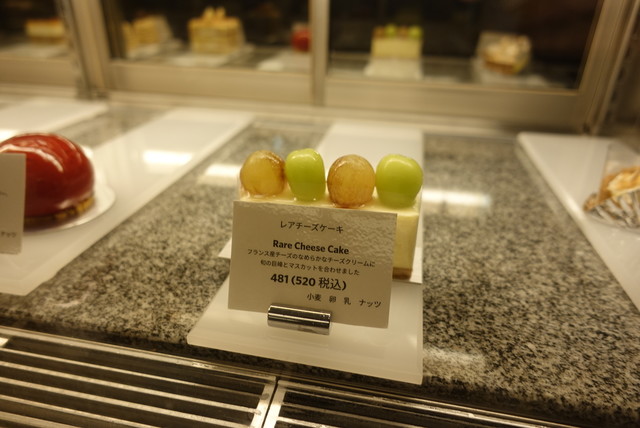 レアチーズケーキ
Rare Cheese Cake
フランス産チーズのなめらかなチーズクリームに
旬の巨峰とマスカットを合わせました
481(520 税込)
小麦 卵 乳 ナッツ
ナッツ